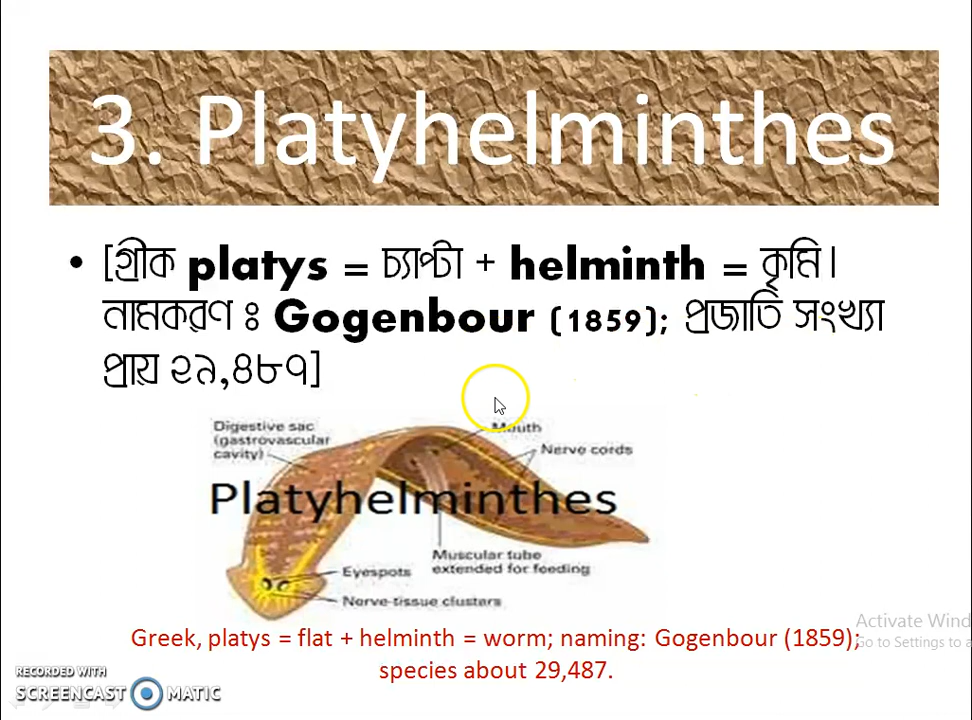 3. Platyhelminthes
• [গ্রীক platys = চ্যাপ্টা + helminth = কৃমি।
নামকরণ ঃ Gogenbour (1859); প্রজাতি সংখ্যা
প্রায় ২৯,৪৮৭]
Digestive sac
(gastrovascular
cavity)
Mouth
Nerve cords
Platyhelminthes
Muscular tube
extended for feeding
Eyespots
Nerve-tissue clusters
Greek, platys = flat + helminth = worm; naming: Gogenbour (1859);
species about 29,487.
Activate Wind
Go to Settings to a
RECORDED WITH
SCREENCAST MATIC